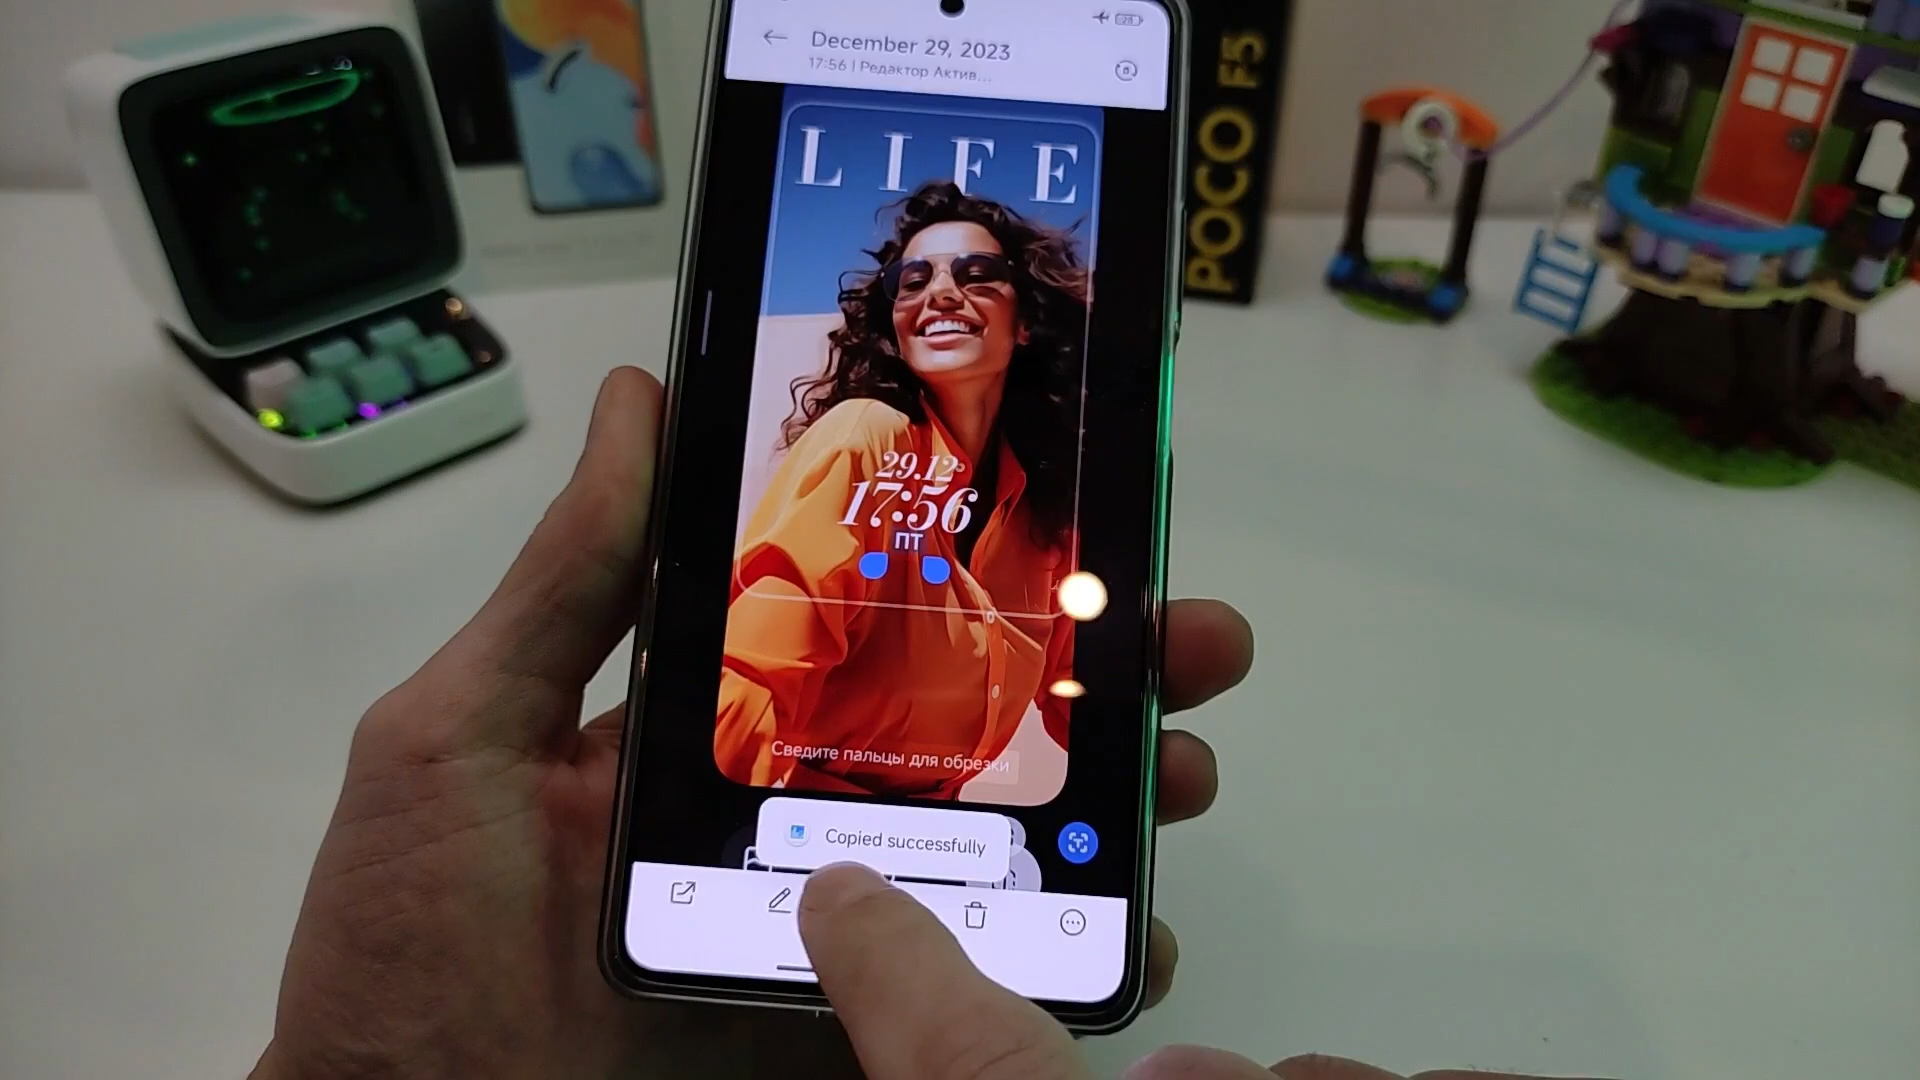 28
December 29, 2023
17:56 | Редактор Актив...
LIFE
29.12
17:56
ПТ
Сведите пальцы для обрезки
Copied successfully
POCO F5